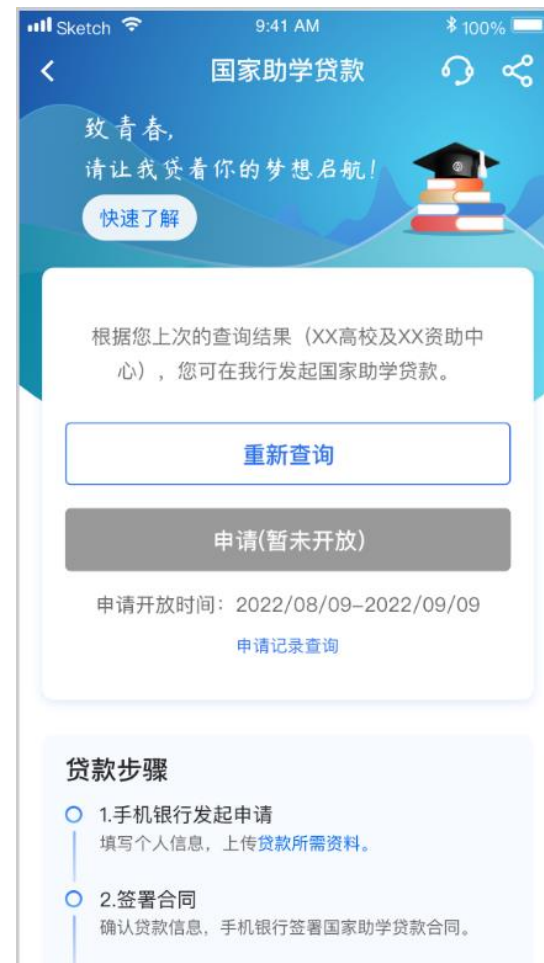 Sketch 9:41 AM 100%
国家助学贷款
致青春,
请让我贷着你的梦想启航!
快速了解
根据您上次的查询结果（XX高校及XX资助中
心），您可在我行发起国家助学贷款。
重新查询
申请(暂未开放)
申请开放时间：2022/08/09–2022/09/09
申请记录查询
贷款步骤
1.手机银行发起申请
填写个人信息，上传贷款所需资料。
2.签署合同
确认贷款信息，手机银行签署国家助学贷款合同。